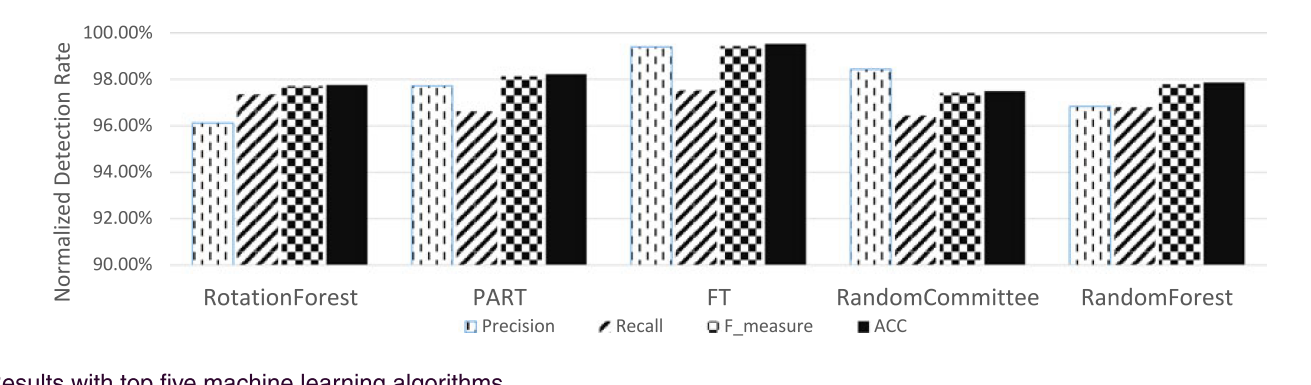 Normalized Detection Rate
100.00%
98.00%
96.00%
94.00%
92.00%
90.00%
RotationForest PART FT RandomCommittee RandomForest
Precision Recall F_measure ACC
with top five machine learning algorithms